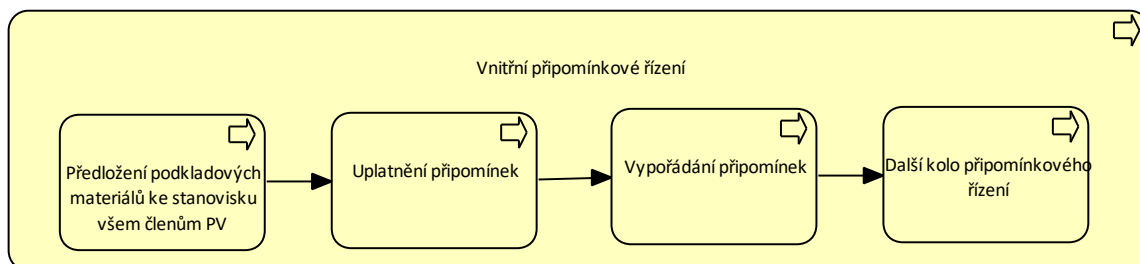 Vnitřní připomínkové řízení
Předložení podkladových
materiálů ke stanovisku
všem členům PV
Uplatnění připomínek
Vypořádání připomínek
Další kolo připomínkového
řízení